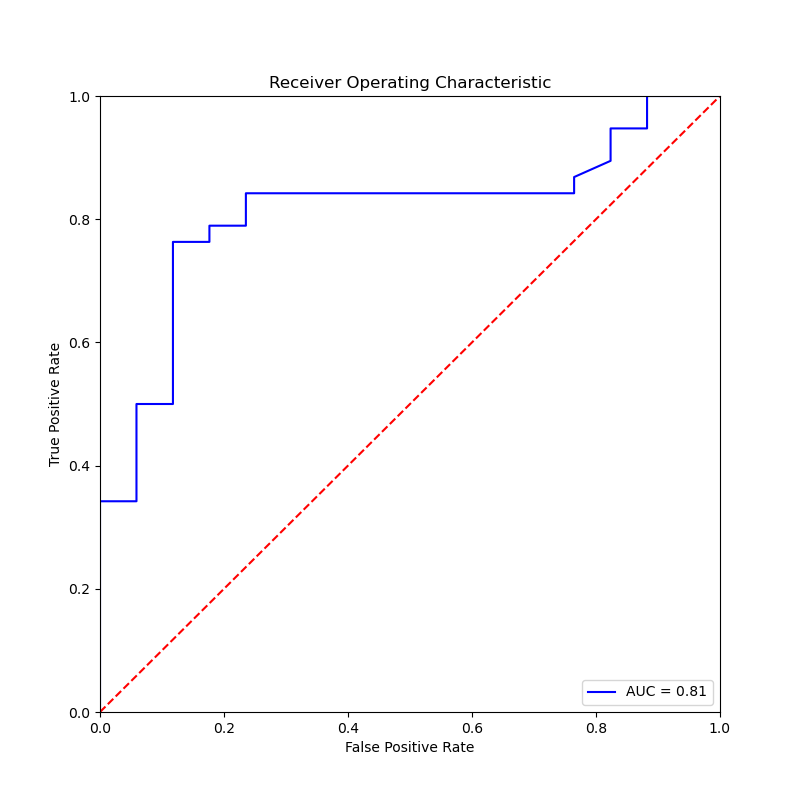 Receiver Operating Characteristic
1.0
0.8
0.6
0.4
0.2
0.0
True Positive Rate
AUC = 0.81
0.0 0.2 0.4 0.6 0.8 1.0
False Positive Rate